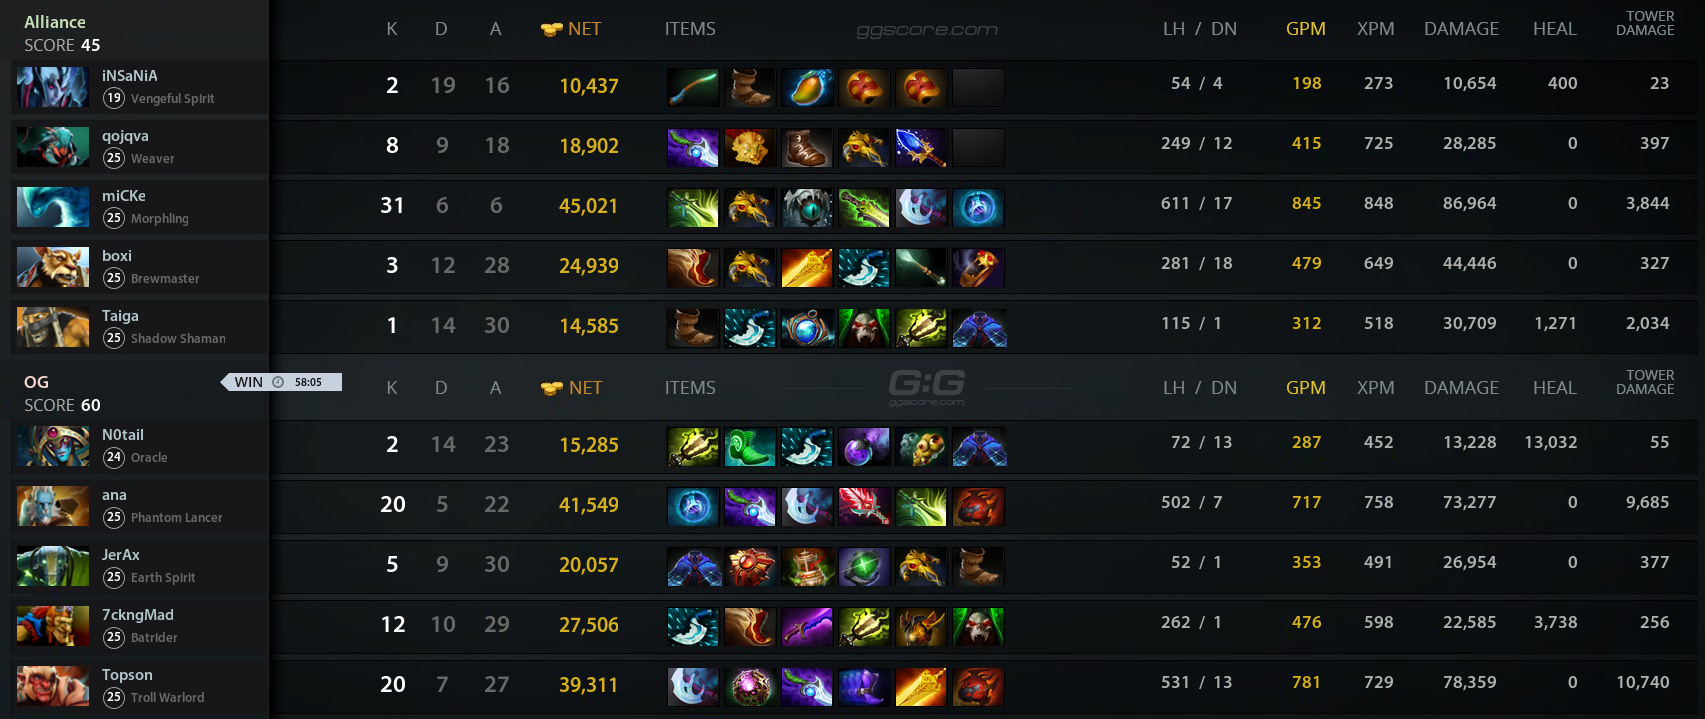 Alliance
SCORE 45
K D A NET ITEMS ggscore.com LH / DN GPM XPM DAMAGE HEAL TOWER DAMAGE
iNSaNiA
19 Vengeful Spirit
2 19 16 10,437 54 / 4 198 273 10,654 400 23
qojqva
25 Weaver
8 9 18 18,902 249 / 12 415 725 28,285 0 397
miCKe
25 Morphling
31 6 6 45,021 611 / 17 845 848 86,964 0 3,844
boxi
25 Brewmaster
3 12 28 24,939 281 / 18 479 649 44,446 0 327
Taiga
25 Shadow Shaman
1 14 30 14,585 115 / 1 312 518 30,709 1,271 2,034
OG
WIN 58:05
SCORE 60
K D A NET ITEMS G:G ggscore.com LH / DN GPM XPM DAMAGE HEAL TOWER DAMAGE
N0tail
24 Oracle
2 14 23 15,285 72 / 13 287 452 13,228 13,032 55
ana
25 Phantom Lancer
20 5 22 41,549 502 / 7 717 758 73,277 0 9,685
JerAx
25 Earth Spirit
5 9 30 20,057 52 / 1 353 491 26,954 0 377
7ckngMad
25 Batrider
12 10 29 27,506 262 / 1 476 598 22,585 3,738 256
Topson
25 Troll Warlord
20 7 27 39,311 531 / 13 781 729 78,359 0 10,740